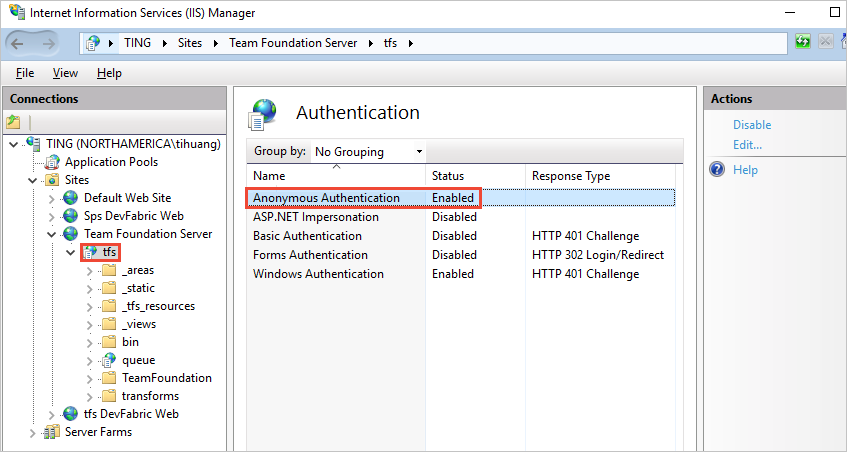 Internet Information Services (IIS) Manager
TING Sites Team Foundation Server tfs
File View Help
Connections
TING (NORTHAMERICA\tihuang)
Application Pools
Sites
Default Web Site
Sps DevFabric Web
Team Foundation Server
tfs
_areas
_static
_tfs_resources
_views
bin
queue
TeamFoundation
transforms
tfs DevFabric Web
Server Farms
Authentication
Group by: No Grouping
Name Status Response Type
Anonymous Authentication Enabled
ASP.NET Impersonation Disabled
Basic Authentication Disabled HTTP 401 Challenge
Forms Authentication Disabled HTTP 302 Login/Redirect
Windows Authentication Enabled HTTP 401 Challenge
Actions
Disable
Edit...
Help